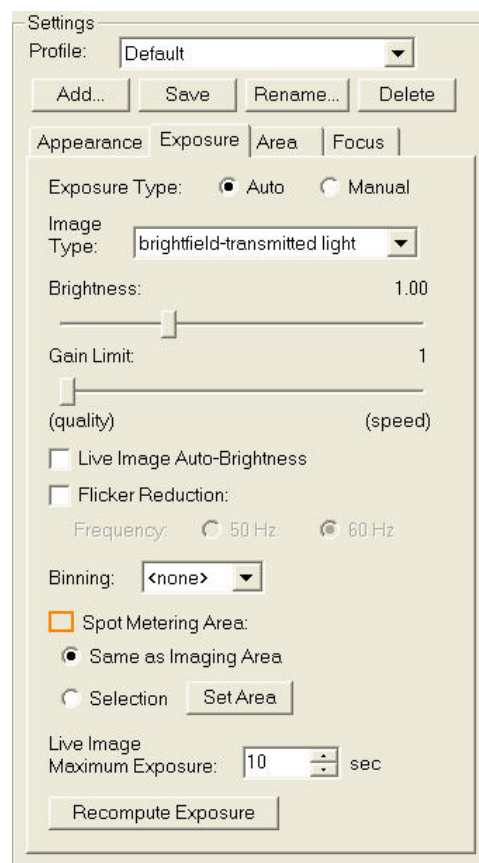 Settings
Profile: Default
Add... Save Rename... Delete
Appearance Exposure Area Focus
Exposure Type: Auto Manual
Image
Type: brightfield-transmitted light
Brightness: 1.00
Gain Limit: 1
(quality) (speed)
Live Image Auto-Brightness
Flicker Reduction:
Frequency: 50 Hz 60 Hz
Binning: <none>
Spot Metering Area:
Same as Imaging Area
Selection Set Area
Live Image
Maximum Exposure: 10 sec
Recompute Exposure